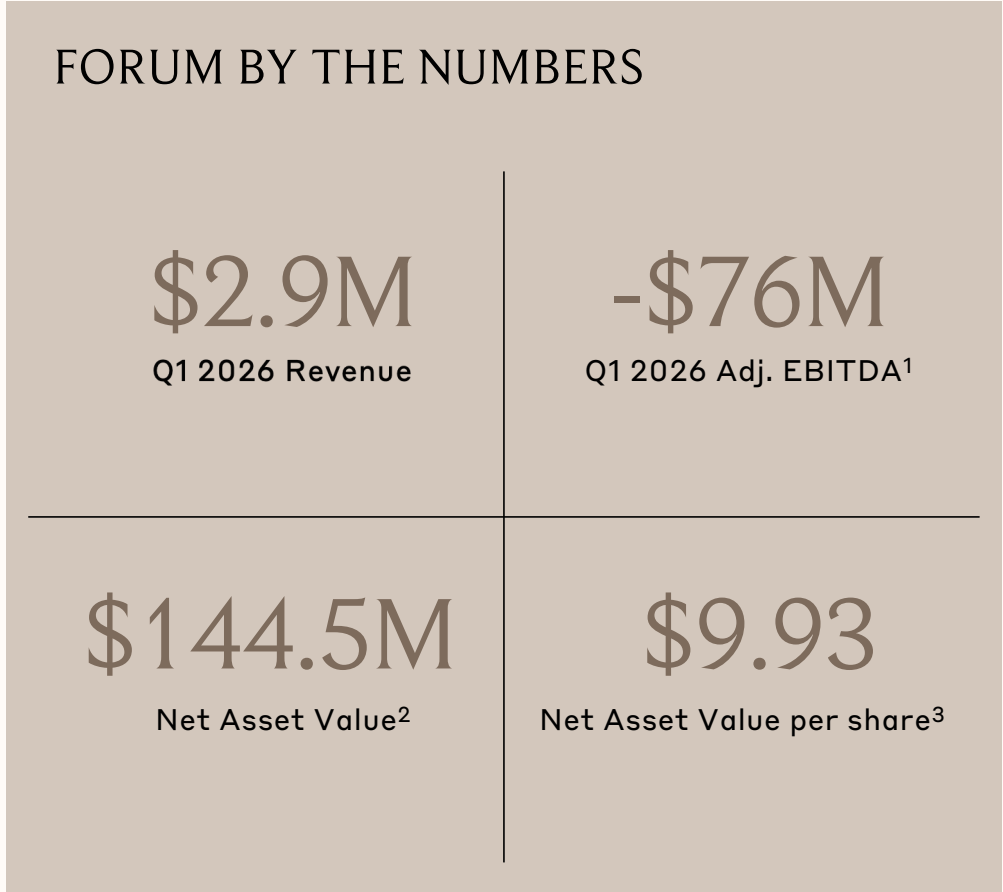 FORUM BY THE NUMBERS
$2.9M
Q1 2026 Revenue
-$76M
Q1 2026 Adj. EBITDA¹
$144.5M
Net Asset Value²
$9.93
Net Asset Value per share³